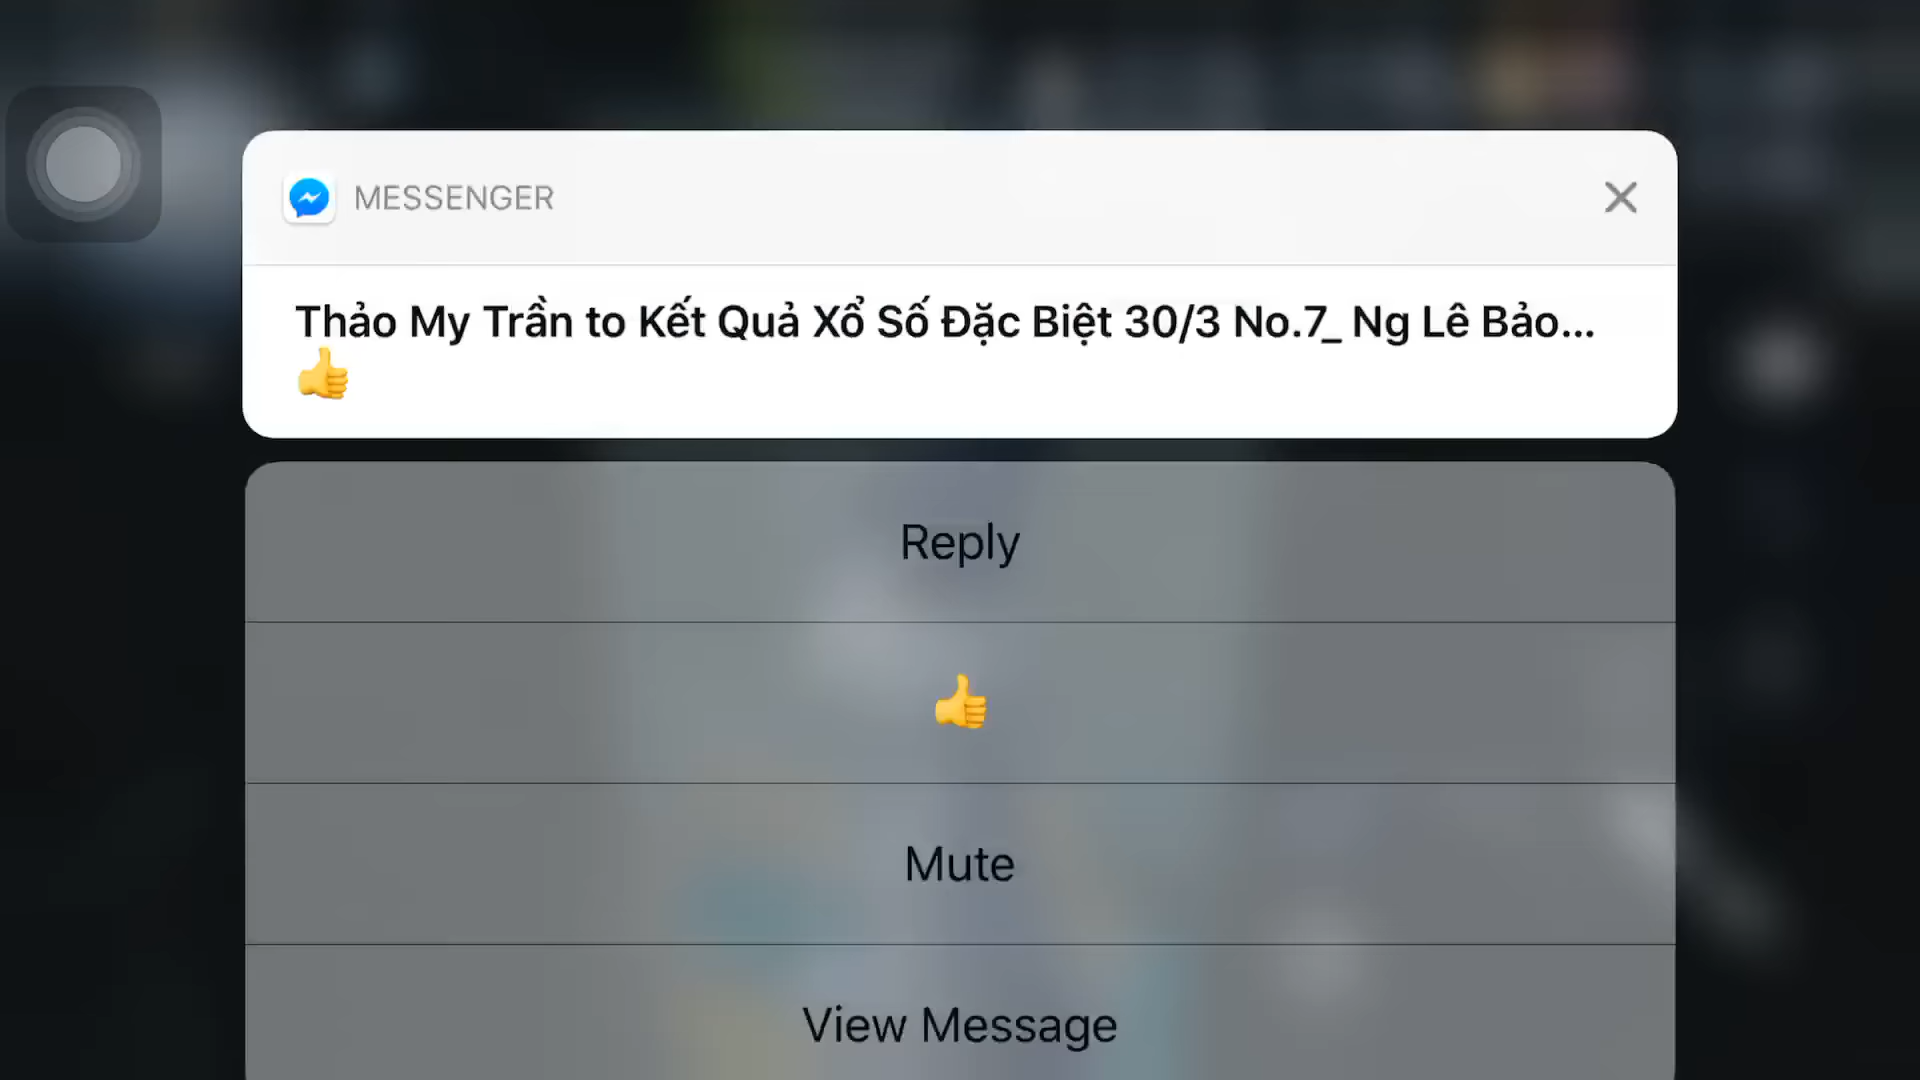 MESSENGER
Thảo My Trần to Kết Quả Xổ Số Đặc Biệt 30/3 No.7_ Ng Lê Bảo...
👍
Reply
👍
Mute
View Message